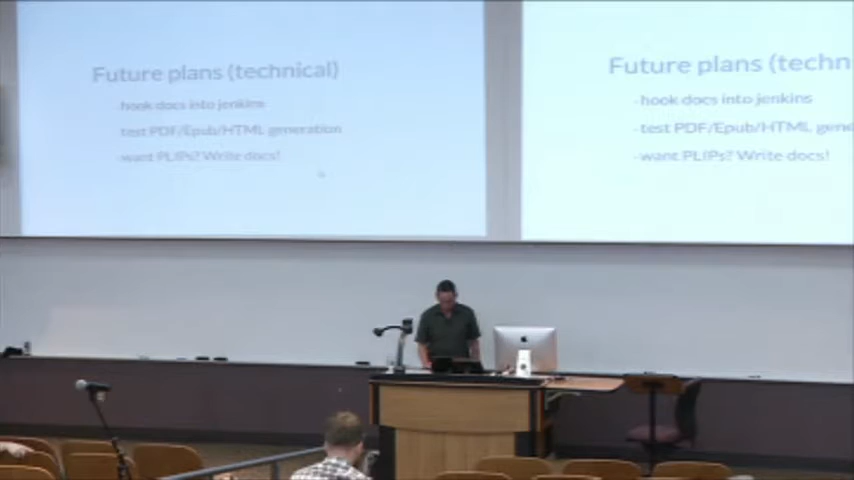 Future plans (technical)
-hook docs into jenkins
-test PDF/Epub/HTML generation
-want PLIPs? Write docs!
Future plans (techn
-hook docs into jenkins
-test PDF/Epub/HTML gene
-want PLIPs? Write docs!